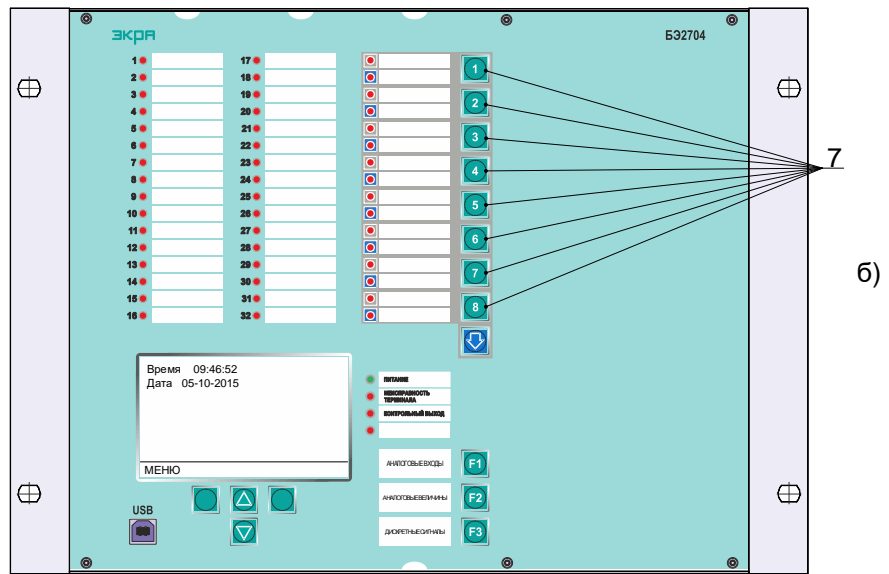 ЭКРА
БЭ2704
1 17
2 18
3 19
4 20
5 21
6 22
7 23
8 24
9 25
10 26
11 27
12 28
13 29
14 30
15 31
16 32
1
2
3
4
5
6
7
8
7
б)
Время 09:46:52
Дата 05-10-2015
МЕНЮ
ПИТАНИЕ
НЕИСПРАВНОСТЬ
ТЕРМИНАЛА
КОНТРОЛЬНЫЙ ВЫХОД
АНАЛОГОВЫЕ ВХОДЫ F1
АНАЛОГОВЫЕ ВЕЛИЧИНЫ F2
ДИСКРЕТНЫЕ СИГНАЛЫ F3
USB